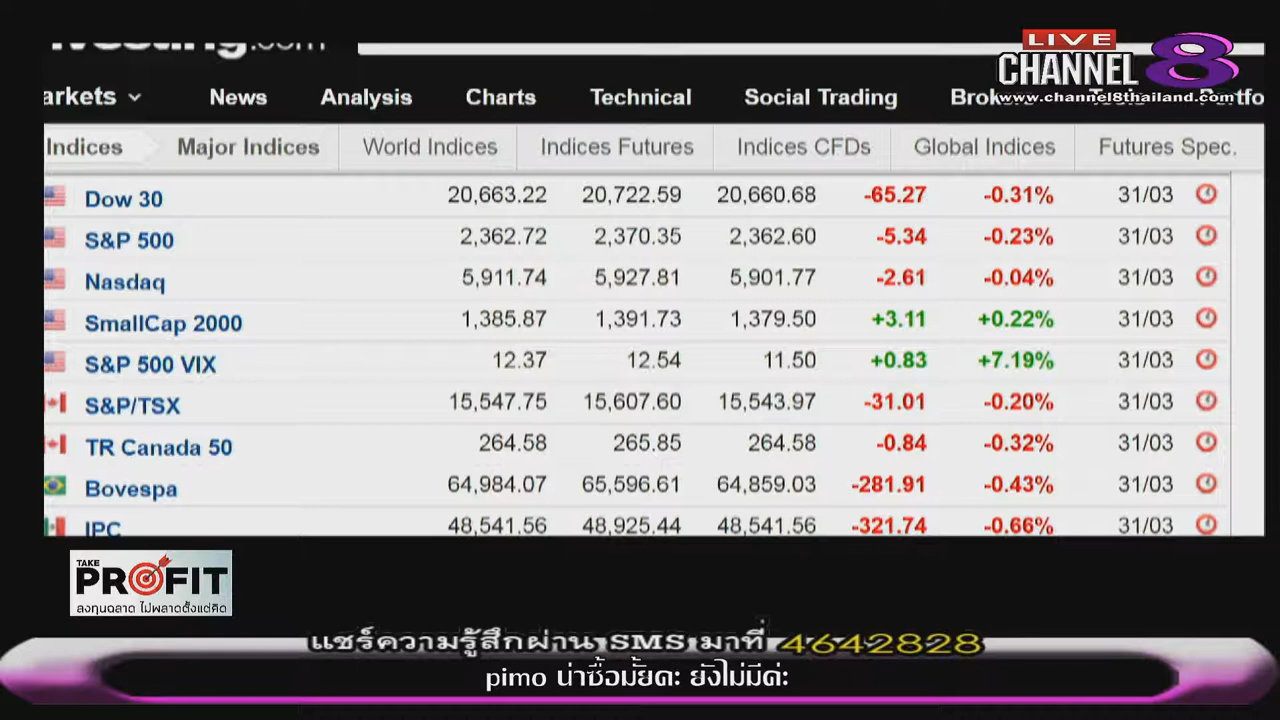 LIVE
CHANNEL 8
www.channel8thailand.com
arkets News Analysis Charts Technical Social Trading
Indices Major Indices World Indices Indices Futures Indices CFDs Global Indices Futures Spec.
Dow 30 20,663.22 20,722.59 20,660.68 -65.27 -0.31% 31/03
S&P 500 2,362.72 2,370.35 2,362.60 -5.34 -0.23% 31/03
Nasdaq 5,911.74 5,927.81 5,901.77 -2.61 -0.04% 31/03
SmallCap 2000 1,385.87 1,391.73 1,379.50 +3.11 +0.22% 31/03
S&P 500 VIX 12.37 12.54 11.50 +0.83 +7.19% 31/03
S&P/TSX 15,547.75 15,607.60 15,543.97 -31.01 -0.20% 31/03
TR Canada 50 264.58 265.85 264.58 -0.84 -0.32% 31/03
Bovespa 64,984.07 65,596.61 64,859.03 -281.91 -0.43% 31/03
IPC 48,541.56 48,925.44 48,541.56 -321.74 -0.66% 31/03
TAKE
PROFIT
ลงทุนฉลาด ไม่พลาดตั้งแต่คิด
แชร์ความรู้สึกผ่าน SMS มาที่ 4642828
pimo น่าซื้อมั้ยคะ ยังไม่มีค่ะ